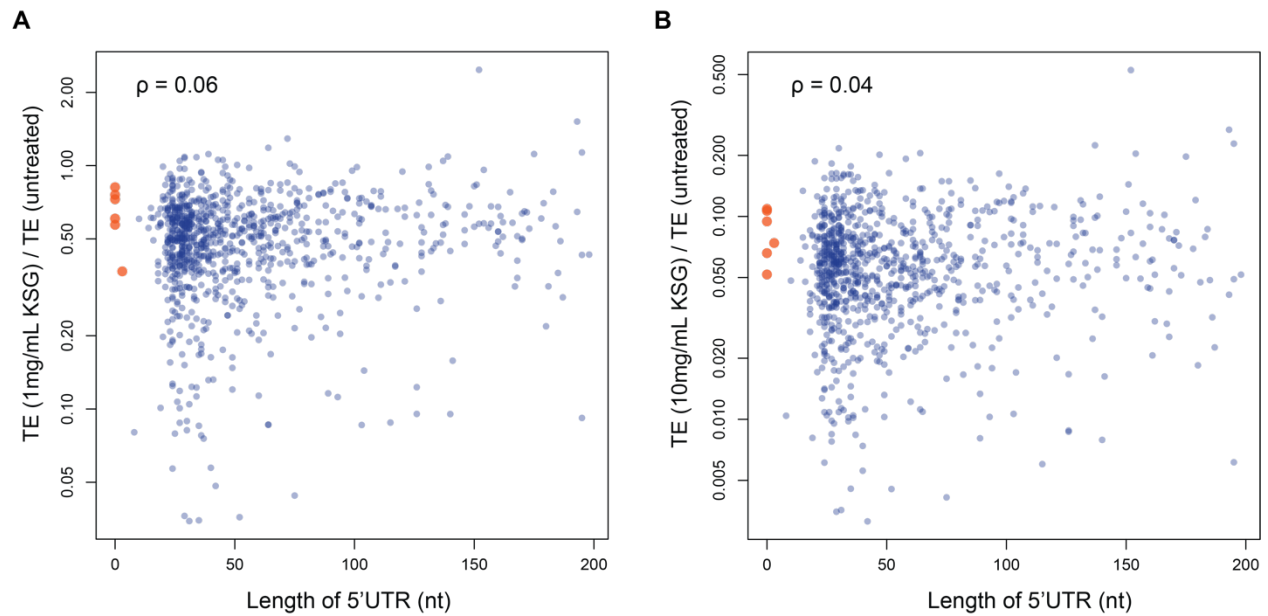 A
ρ = 0.06
TE (1mg/mL KSG) / TE (untreated)
2.00
1.00
0.50
0.20
0.10
0.05
0
50
100
150
200
Length of 5'UTR (nt)
B
ρ = 0.04
TE (10mg/mL KSG) / TE (untreated)
0.500
0.200
0.100
0.050
0.020
0.010
0.005
0
50
100
150
200
Length of 5'UTR (nt)